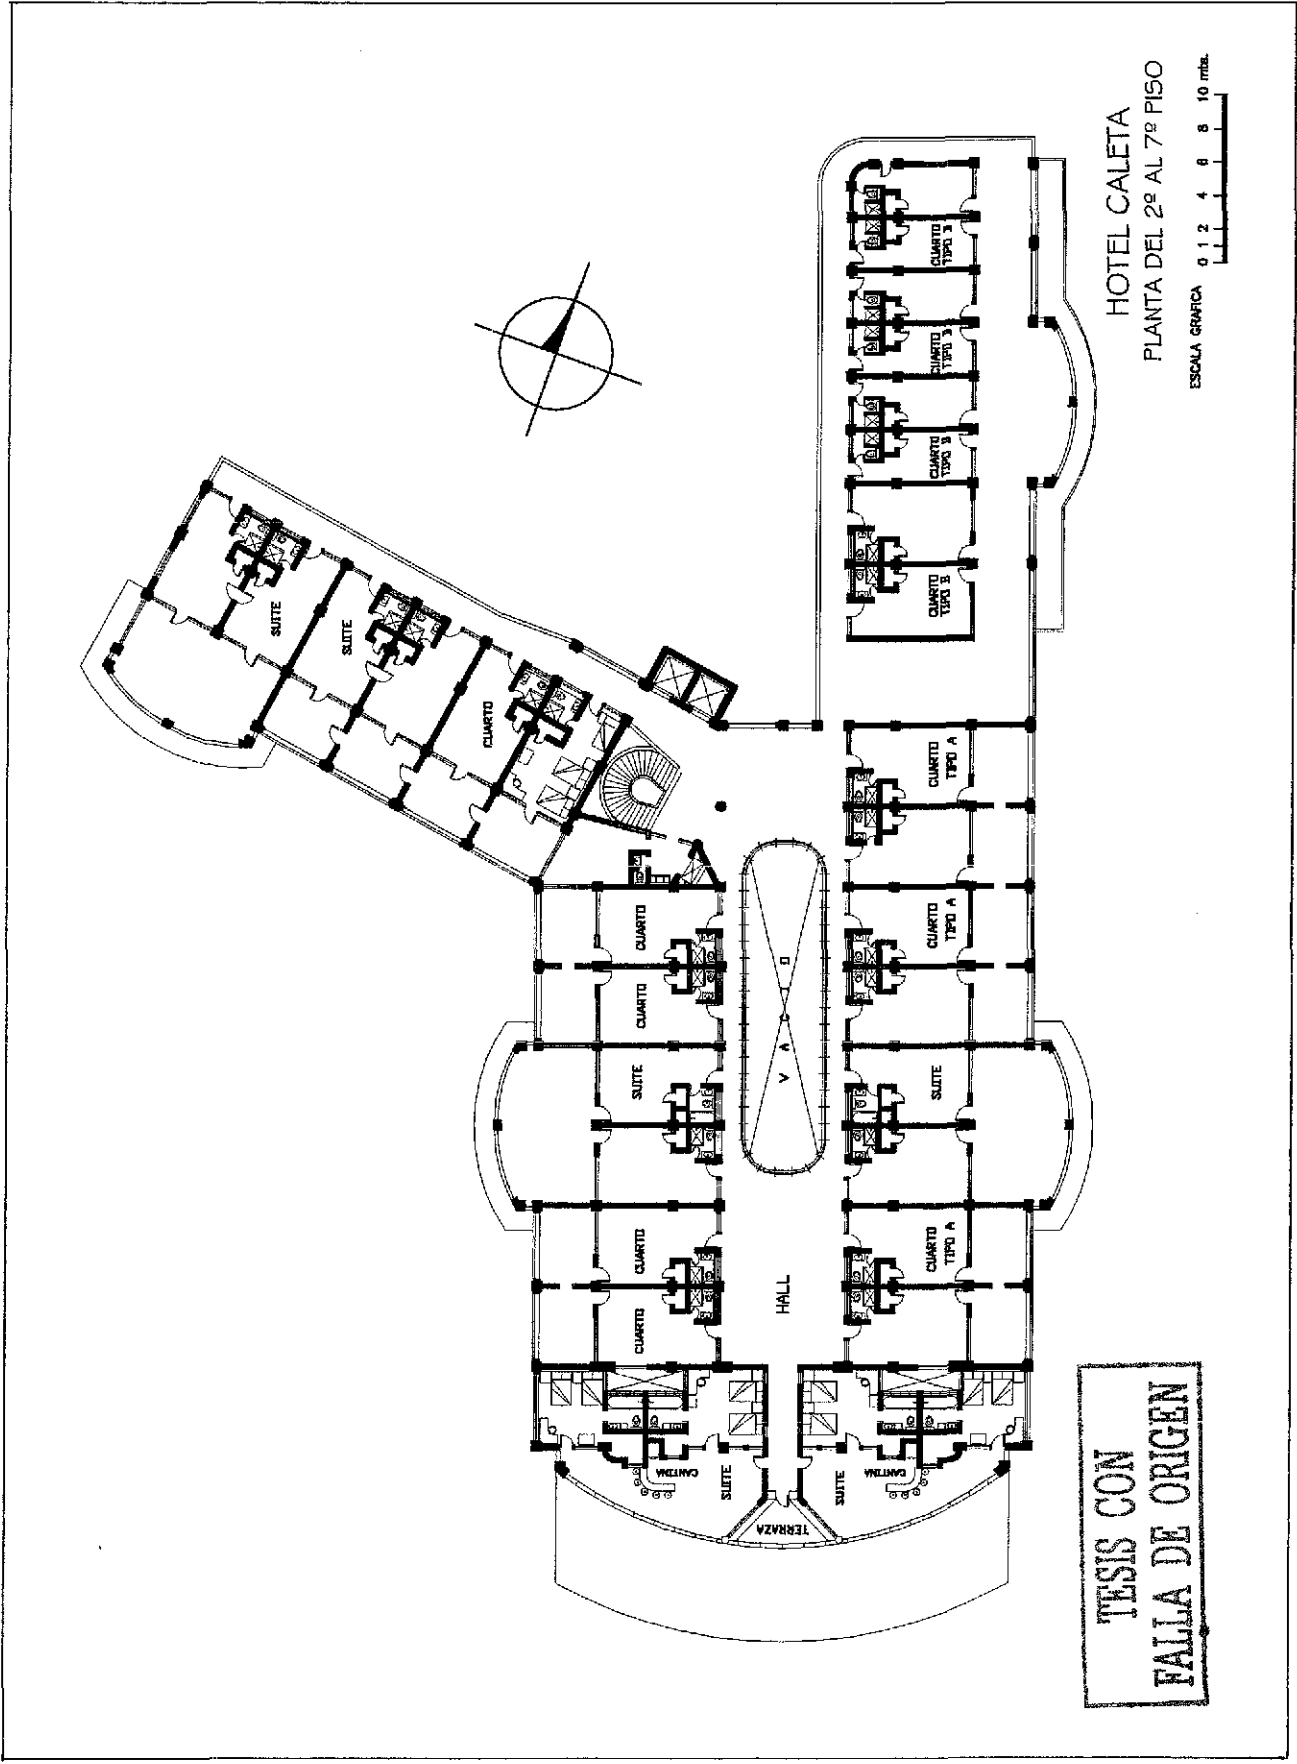 HOTEL CALETA
PLANTA DEL 2º AL 7º PISO
ESCALA GRAFICA 0 1 2 4 6 8 10 mts.
CUARTO
TIPO B
CUARTO
TIPO B
CUARTO
TIPO B
CUARTO
TIPO B
SUITE
SUITE
CUARTO
CUARTO
TIPO A
CUARTO
TIPO A
CUARTO
CUARTO
SUITE
SUITE
VACIO
CUARTO
TIPO A
CUARTO
CUARTO
HALL
CANTINA
SUITE
CANTINA
SUITE
TERRAZA
TESIS CON
FALLA DE ORIGEN